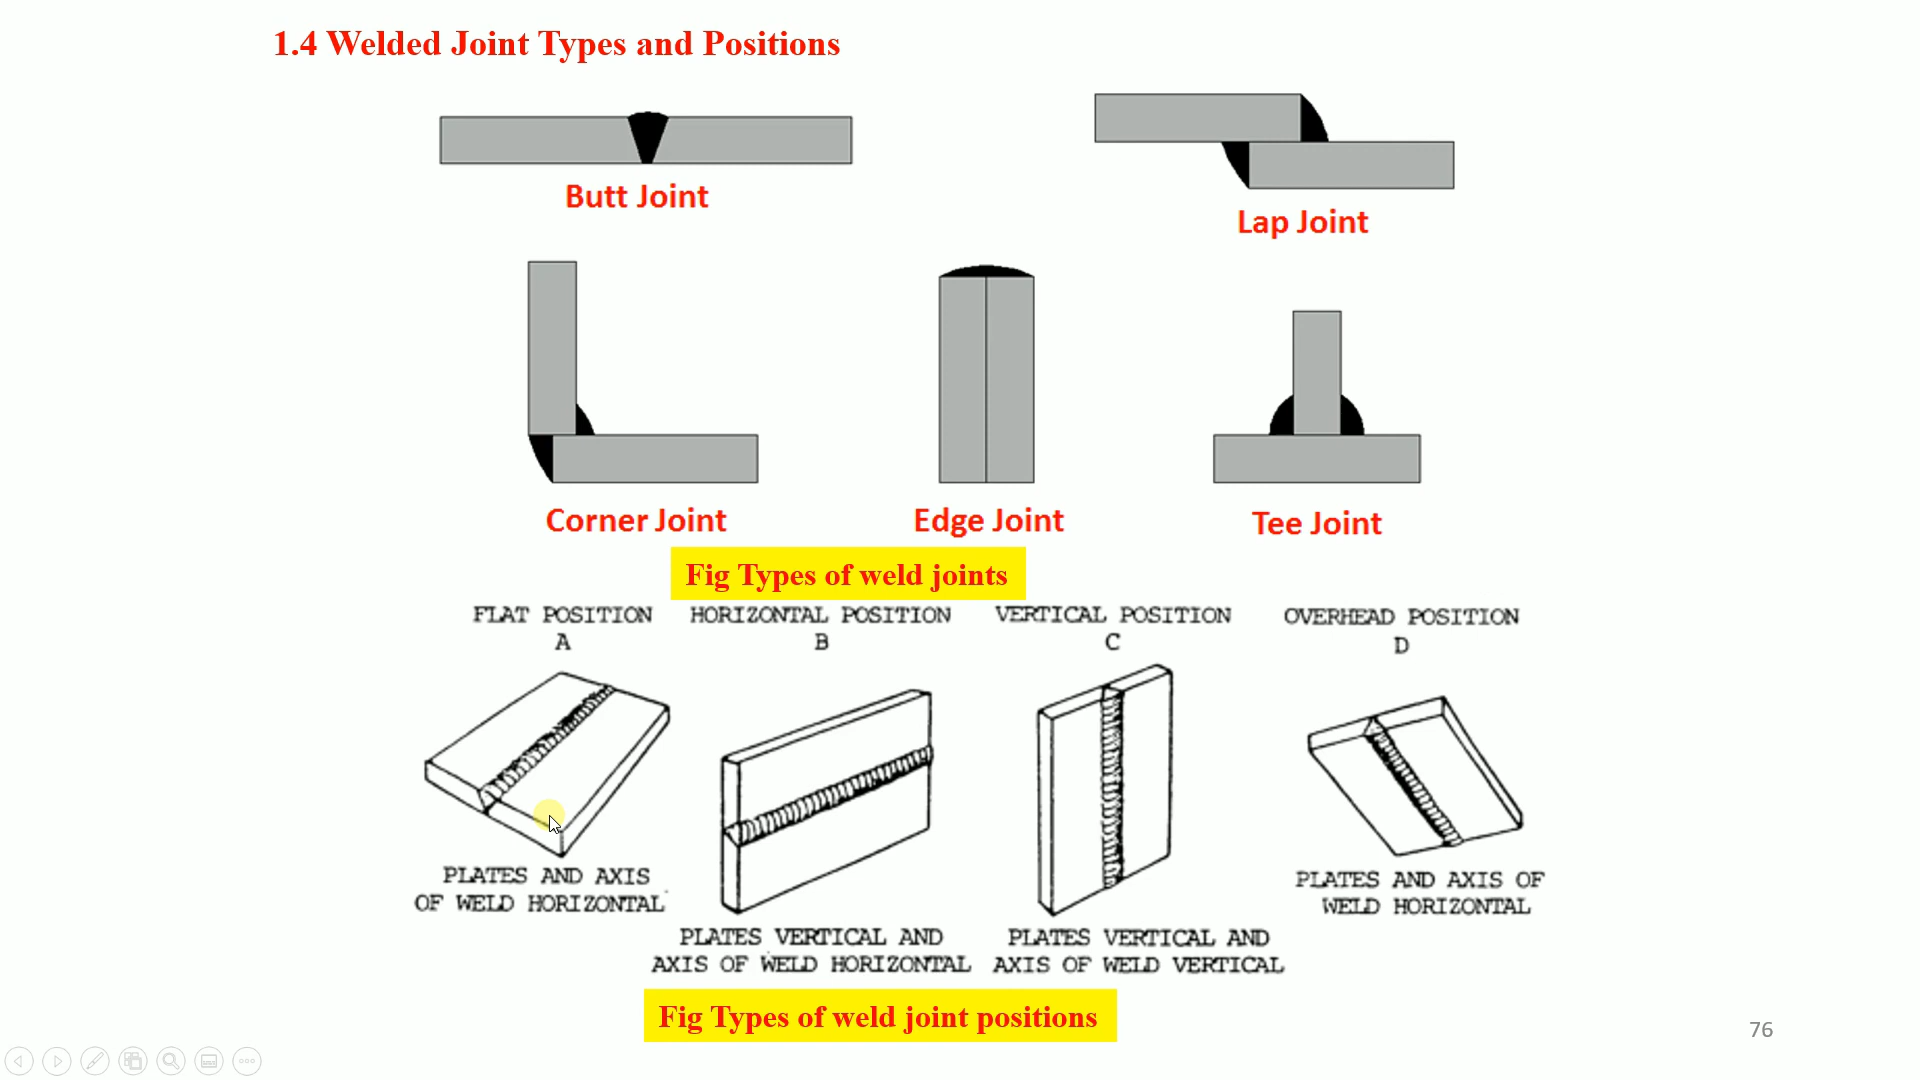 1.4 Welded Joint Types and Positions
Butt Joint
Lap Joint
Corner Joint
Edge Joint
Tee Joint
Fig Types of weld joints
FLAT POSITION
A
HORIZONTAL POSITION
B
VERTICAL POSITION
C
OVERHEAD POSITION
D
PLATES AND AXIS
OF WELD HORIZONTAL
PLATES VERTICAL AND
AXIS OF WELD HORIZONTAL
PLATES VERTICAL AND
AXIS OF WELD VERTICAL
PLATES AND AXIS OF
WELD HORIZONTAL
Fig Types of weld joint positions
76